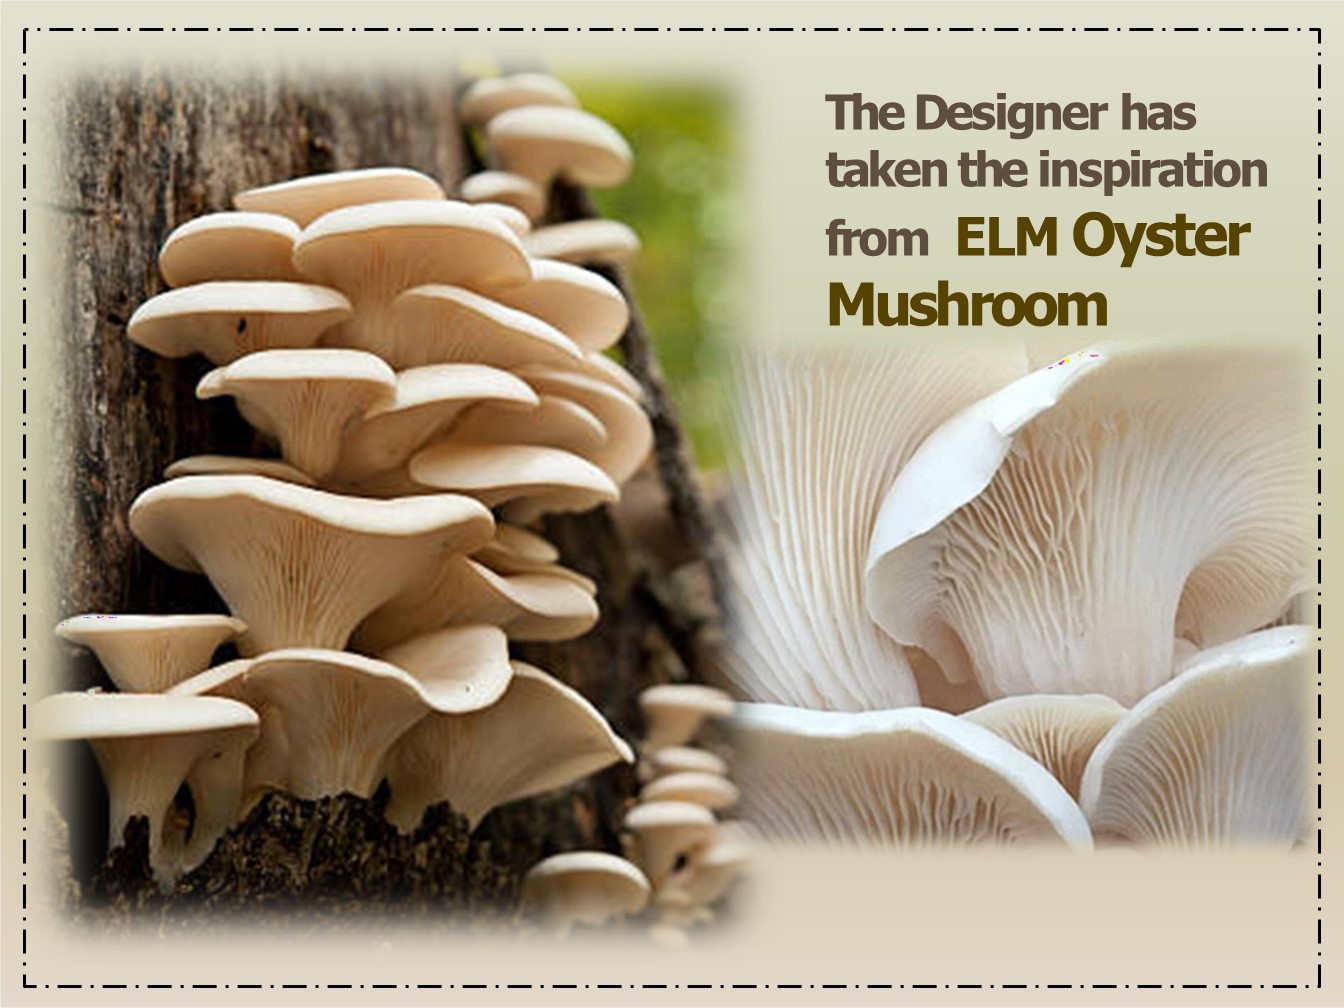 The Designer has
taken the inspiration
from ELM Oyster
Mushroom